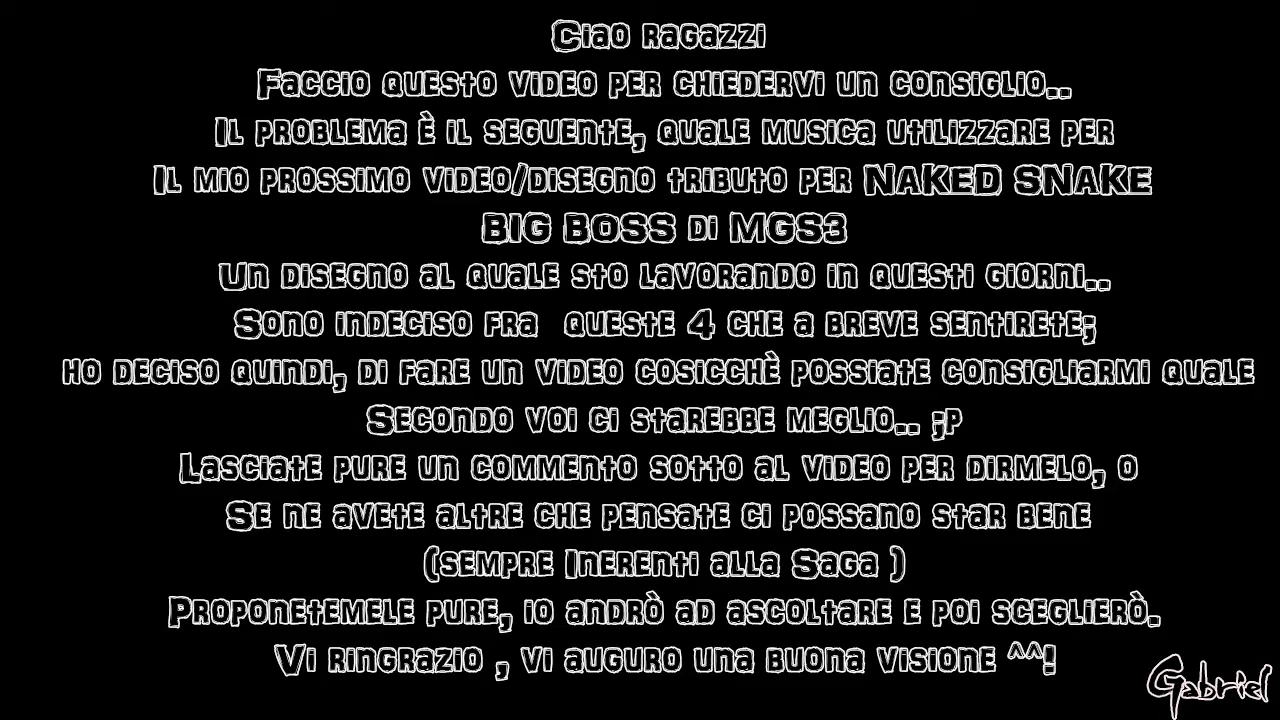 Ciao ragazzi
Faccio questo video per chiedervi un consiglio..
Il problema è il seguente, quale musica utilizzare per
Il mio prossimo video/disegno tributo per NAKED SNAKE
BIG BOSS di MGS3
Un disegno al quale sto lavorando in questi giorni..
Sono indeciso fra queste 4 che a breve sentirete;
ho deciso quindi, di fare un video cosicchè possiate consigliarmi quale
Secondo voi ci starebbe meglio.. ;p
Lasciate pure un commento sotto al video per dirmelo, o
Se ne avete altre che pensate ci possano star bene
(sempre Inerenti alla Saga )
Proponetemele pure, io andrò ad ascoltare e poi sceglierò.
Vi ringrazio , vi auguro una buona visione ^^!
Gabriel